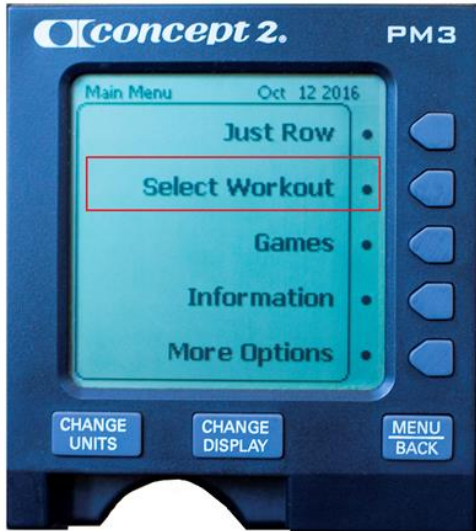 concept 2.
PM3
Main Menu Oct 12 2016
Just Row
Select Workout
Games
Information
More Options
CHANGE UNITS
CHANGE DISPLAY
MENU
BACK